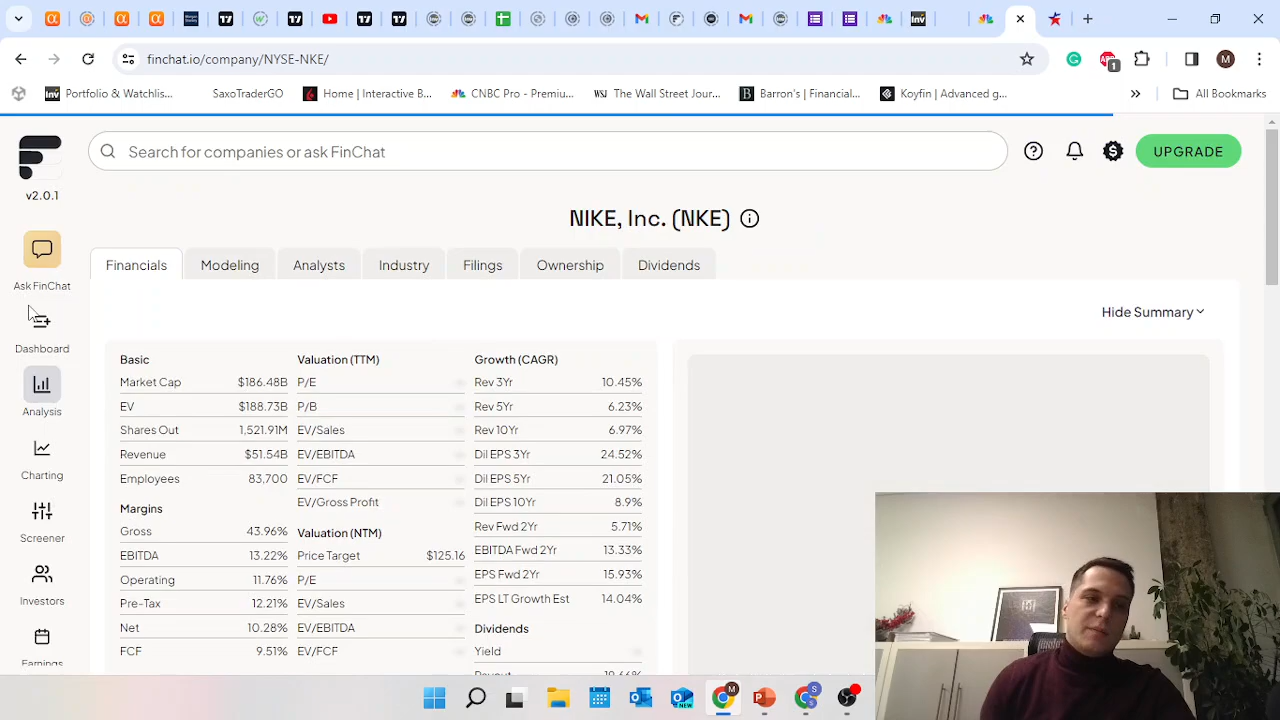 finchat.io/company/NYSE-NKE/
1
M
Inv Portfolio & Watchlis...
SaxoTraderGO
Home | Interactive B...
CNBC Pro - Premiu...
WSJ The Wall Street Jour...
B Barron's | Financial...
Koyfin | Advanced g...
All Bookmarks
v2.0.1
Search for companies or ask FinChat
UPGRADE
NIKE, Inc. (NKE)
Ask FinChat
Dashboard
Analysis
Charting
Screener
Investors
Earnings
Financials
Modeling
Analysts
Industry
Filings
Ownership
Dividends
Hide Summary
Basic
Market Cap $186.48B
EV $188.73B
Shares Out 1,521.91M
Revenue $51.54B
Employees 83,700
Margins
Gross 43.96%
EBITDA 13.22%
Operating 11.76%
Pre-Tax 12.21%
Net 10.28%
FCF 9.51%
Valuation (TTM)
P/E
P/B
EV/Sales
EV/EBITDA
EV/FCF
EV/Gross Profit
Valuation (NTM)
Price Target $125.16
P/E
EV/Sales
EV/EBITDA
EV/FCF
Growth (CAGR)
Rev 3Yr 10.45%
Rev 5Yr 6.23%
Rev 10Yr 6.97%
Dil EPS 3Yr 24.52%
Dil EPS 5Yr 21.05%
Dil EPS 10Yr 8.9%
Rev Fwd 2Yr 5.71%
EBITDA Fwd 2Yr 13.33%
EPS Fwd 2Yr 15.93%
EPS LT Growth Est 14.04%
Dividends
Yield